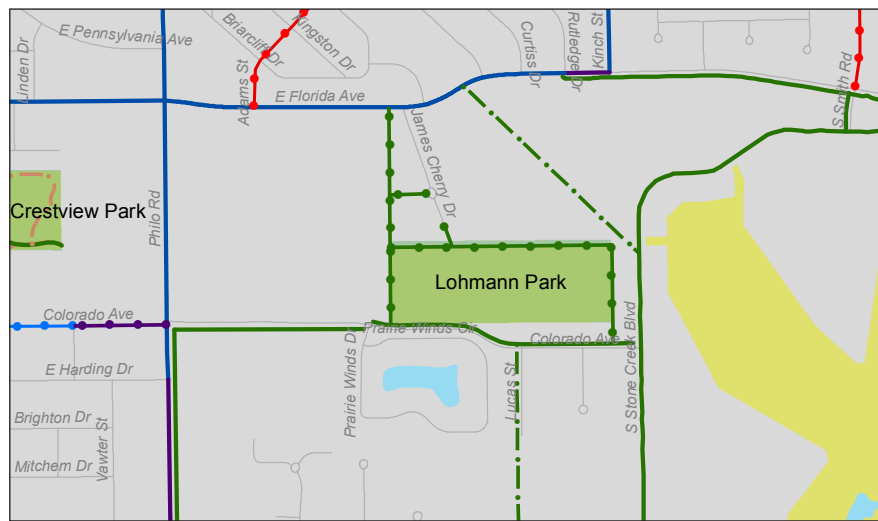 Linden Dr
E Pennsylvania Ave
Briarcliff Dr
Kingston Dr
Adams St
E Florida Ave
Curtiss Dr
Rutledge Dr
Kinch St
S Smith Rd
James Cherry Dr
Crestview Park
Philo Rd
Lohmann Park
Colorado Ave
Prairie Winds Cir
Colorado Ave
E Harding Dr
Prairie Winds Dr
Lucas St
S Stone Creek Blvd
Brighton Dr
Vawter St
Mitchem Dr